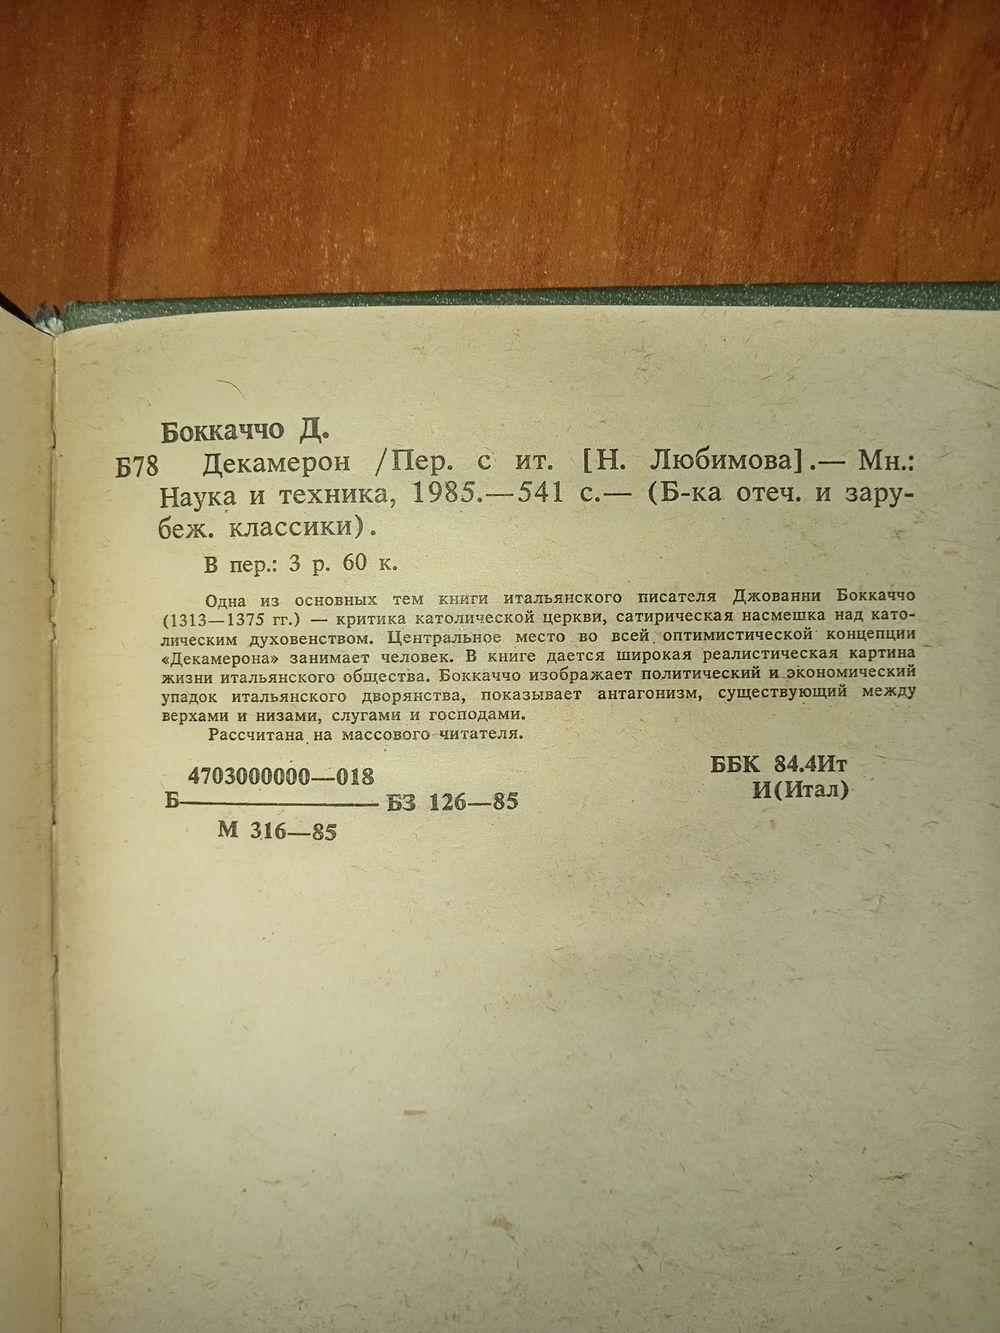 Боккаччо Д.
Б78 Декамерон /Пер. с ит. [Н. Любимова].— Мн.:
Наука и техника, 1985.—541 с.— (Б-ка отеч. и зару-
беж. классики).
В пер.: 3 р. 60 к.
Одна из основных тем книги итальянского писателя Джованни Боккаччо
(1313—1375 гг.) — критика католической церкви, сатирическая насмешка над като-
лическим духовенством. Центральное место во всей оптимистической концепции
«Декамерона» занимает человек. В книге дается широкая реалистическая картина
жизни итальянского общества. Боккаччо изображает политический и экономический
упадок итальянского дворянства, показывает антагонизм, существующий между
верхами и низами, слугами и господами.
Рассчитана на массового читателя.
4703000000—018
Б————— БЗ 126—85
М 316—85
ББК 84.4Ит
И(Итал)